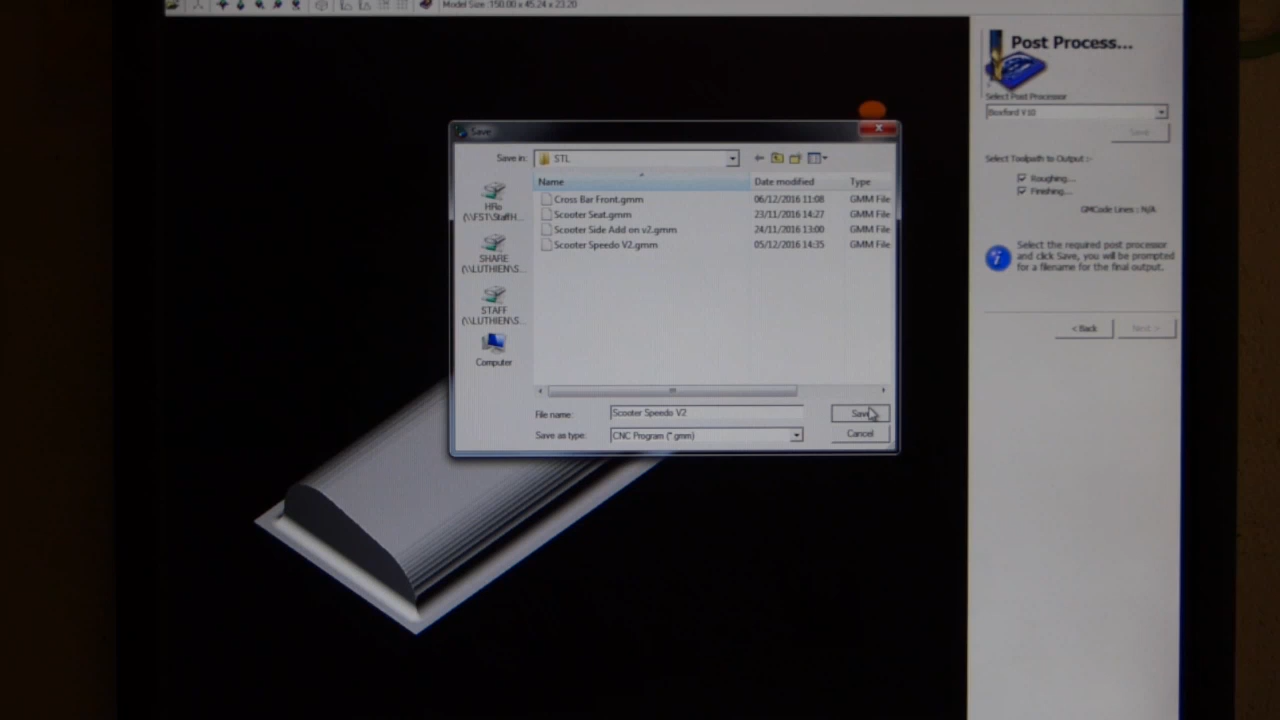 Model Size: 150.00 x 45.24 x 23.20
Post Process...
Select Post Processor
Boxford V10
Save
Select Toolpath to Output :-
Roughing...
Finishing...
GMCode Lines : N/A
Select the required post processor
and click Save, you will be prompted
for a filename for the final output.
< Back
Next >
Save
Save in:
STL
Name
Date modified
Type
Cross Bar Front.gmm
06/12/2016 11:08
GMM File
Scooter Seat.gmm
23/11/2016 14:27
GMM File
Scooter Side Add on v2.gmm
24/11/2016 13:00
GMM File
Scooter Speedo V2.gmm
05/12/2016 14:35
GMM File
HRo
(\\FST\StaffH...
SHARE
(\\LUTHIEN\S...
STAFF
(\\LUTHIEN\S...
Computer
File name:
Scooter Speedo V2
Save
Save as type:
CNC Program (*.gmm)
Cancel